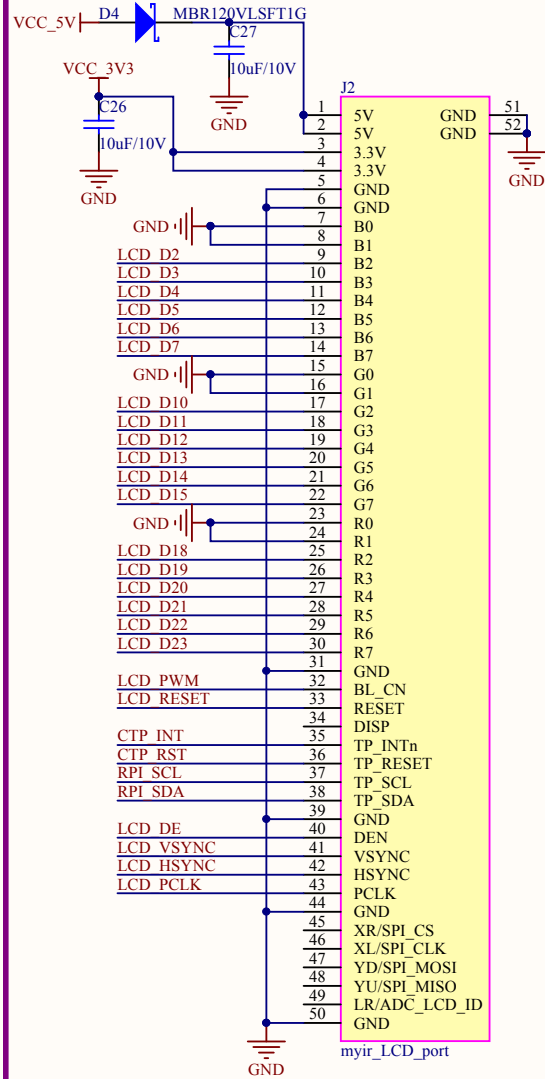 VCC_5V D4 MBR120VLSFT1G
C27
10uF/10V
GND
VCC_3V3
C26
10uF/10V
GND
J2
1 5V GND 51
2 5V GND 52
GND
3 3.3V
4 3.3V
5 GND
6 GND
GND 7 B0
8 B1
LCD_D2 9 B2
LCD_D3 10 B3
LCD_D4 11 B4
LCD_D5 12 B5
LCD_D6 13 B6
LCD_D7 14 B7
GND 15 G0
16 G1
LCD_D10 17 G2
LCD_D11 18 G3
LCD_D12 19 G4
LCD_D13 20 G5
LCD_D14 21 G6
LCD_D15 22 G7
GND 23 R0
24 R1
LCD_D18 25 R2
LCD_D19 26 R3
LCD_D20 27 R4
LCD_D21 28 R5
LCD_D22 29 R6
LCD_D23 30 R7
31 GND
LCD_PWM 32 BL_CN
LCD_RESET 33 RESET
34 DISP
CTP_INT 35 TP_INTn
CTP_RST 36 TP_RESET
RPI_SCL 37 TP_SCL
RPI_SDA 38 TP_SDA
39 GND
LCD_DE 40 DEN
LCD_VSYNC 41 VSYNC
LCD_HSYNC 42 HSYNC
LCD_PCLK 43 PCLK
44 GND
45 XR/SPI_CS
46 XL/SPI_CLK
47 YD/SPI_MOSI
48 YU/SPI_MISO
49 LR/ADC_LCD_ID
50 GND
GND
myir_LCD_port